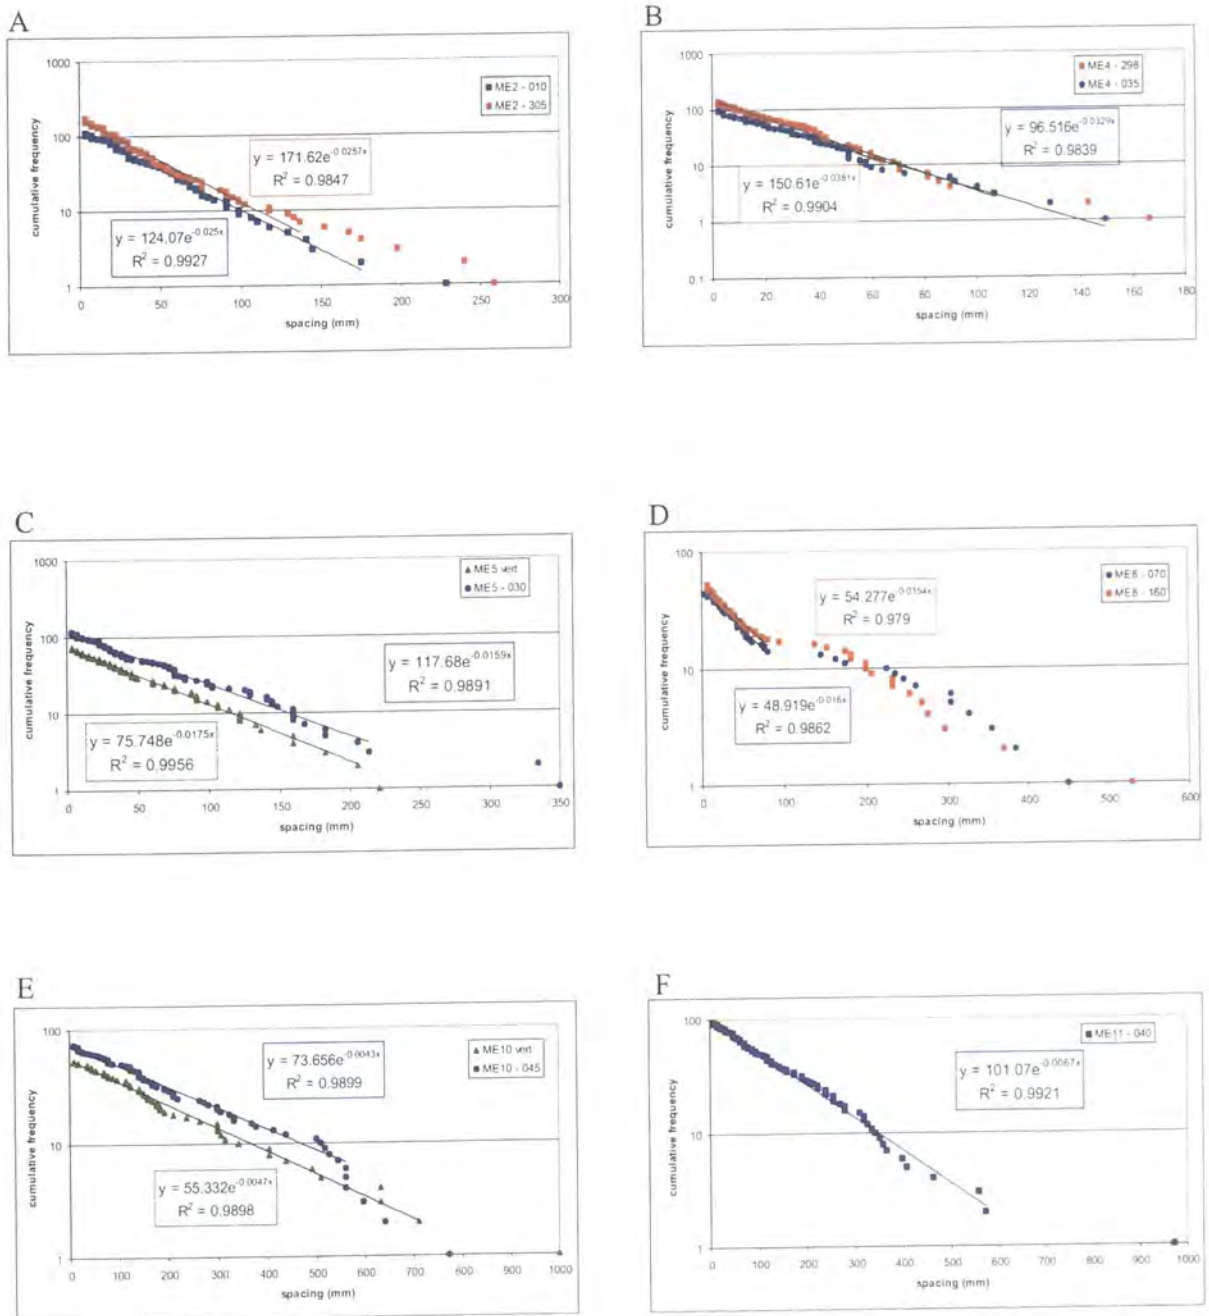 A
1000
100
10
1
cumulative frequency
ME2 - 010
ME2 - 305
y = 171.62e^-0.0257x
R² = 0.9847
y = 124.07e^-0.025x
R² = 0.9927
0 50 100 150 200 250 300
spacing (mm)
B
1000
100
10
1
0.1
cumulative frequency
ME4 - 298
ME4 - 035
y = 96.516e^-0.0329x
R² = 0.9839
y = 150.61e^-0.0381x
R² = 0.9904
0 20 40 60 80 100 120 140 160 180
spacing (mm)
C
1000
100
10
1
cumulative frequency
ME5 vert
ME5 - 030
y = 117.68e^-0.0159x
R² = 0.9891
y = 75.748e^-0.0175x
R² = 0.9956
0 50 100 150 200 250 300 350
spacing (mm)
D
100
10
1
cumulative frequency
- 070
- 160
y = 54.277e^-0.0154x
R² = 0.979
y = 48.919e^-0.016x
R² = 0.9862
0 100 200 300 400 500 600
spacing (mm)
E
100
10
1
cumulative frequency
ME10 vert
ME10 - 045
y = 73.656e^-0.0043x
R² = 0.9899
y = 55.332e^-0.0047x
R² = 0.9898
0 100 200 300 400 500 600 700 800 900 1000
spacing (mm)
F
100
10
1
cumulative frequency
ME11 - 040
y = 101.07e^-0.0067x
R² = 0.9921
0 100 200 300 400 500 600 700 800 900 1000
spacing (mm)